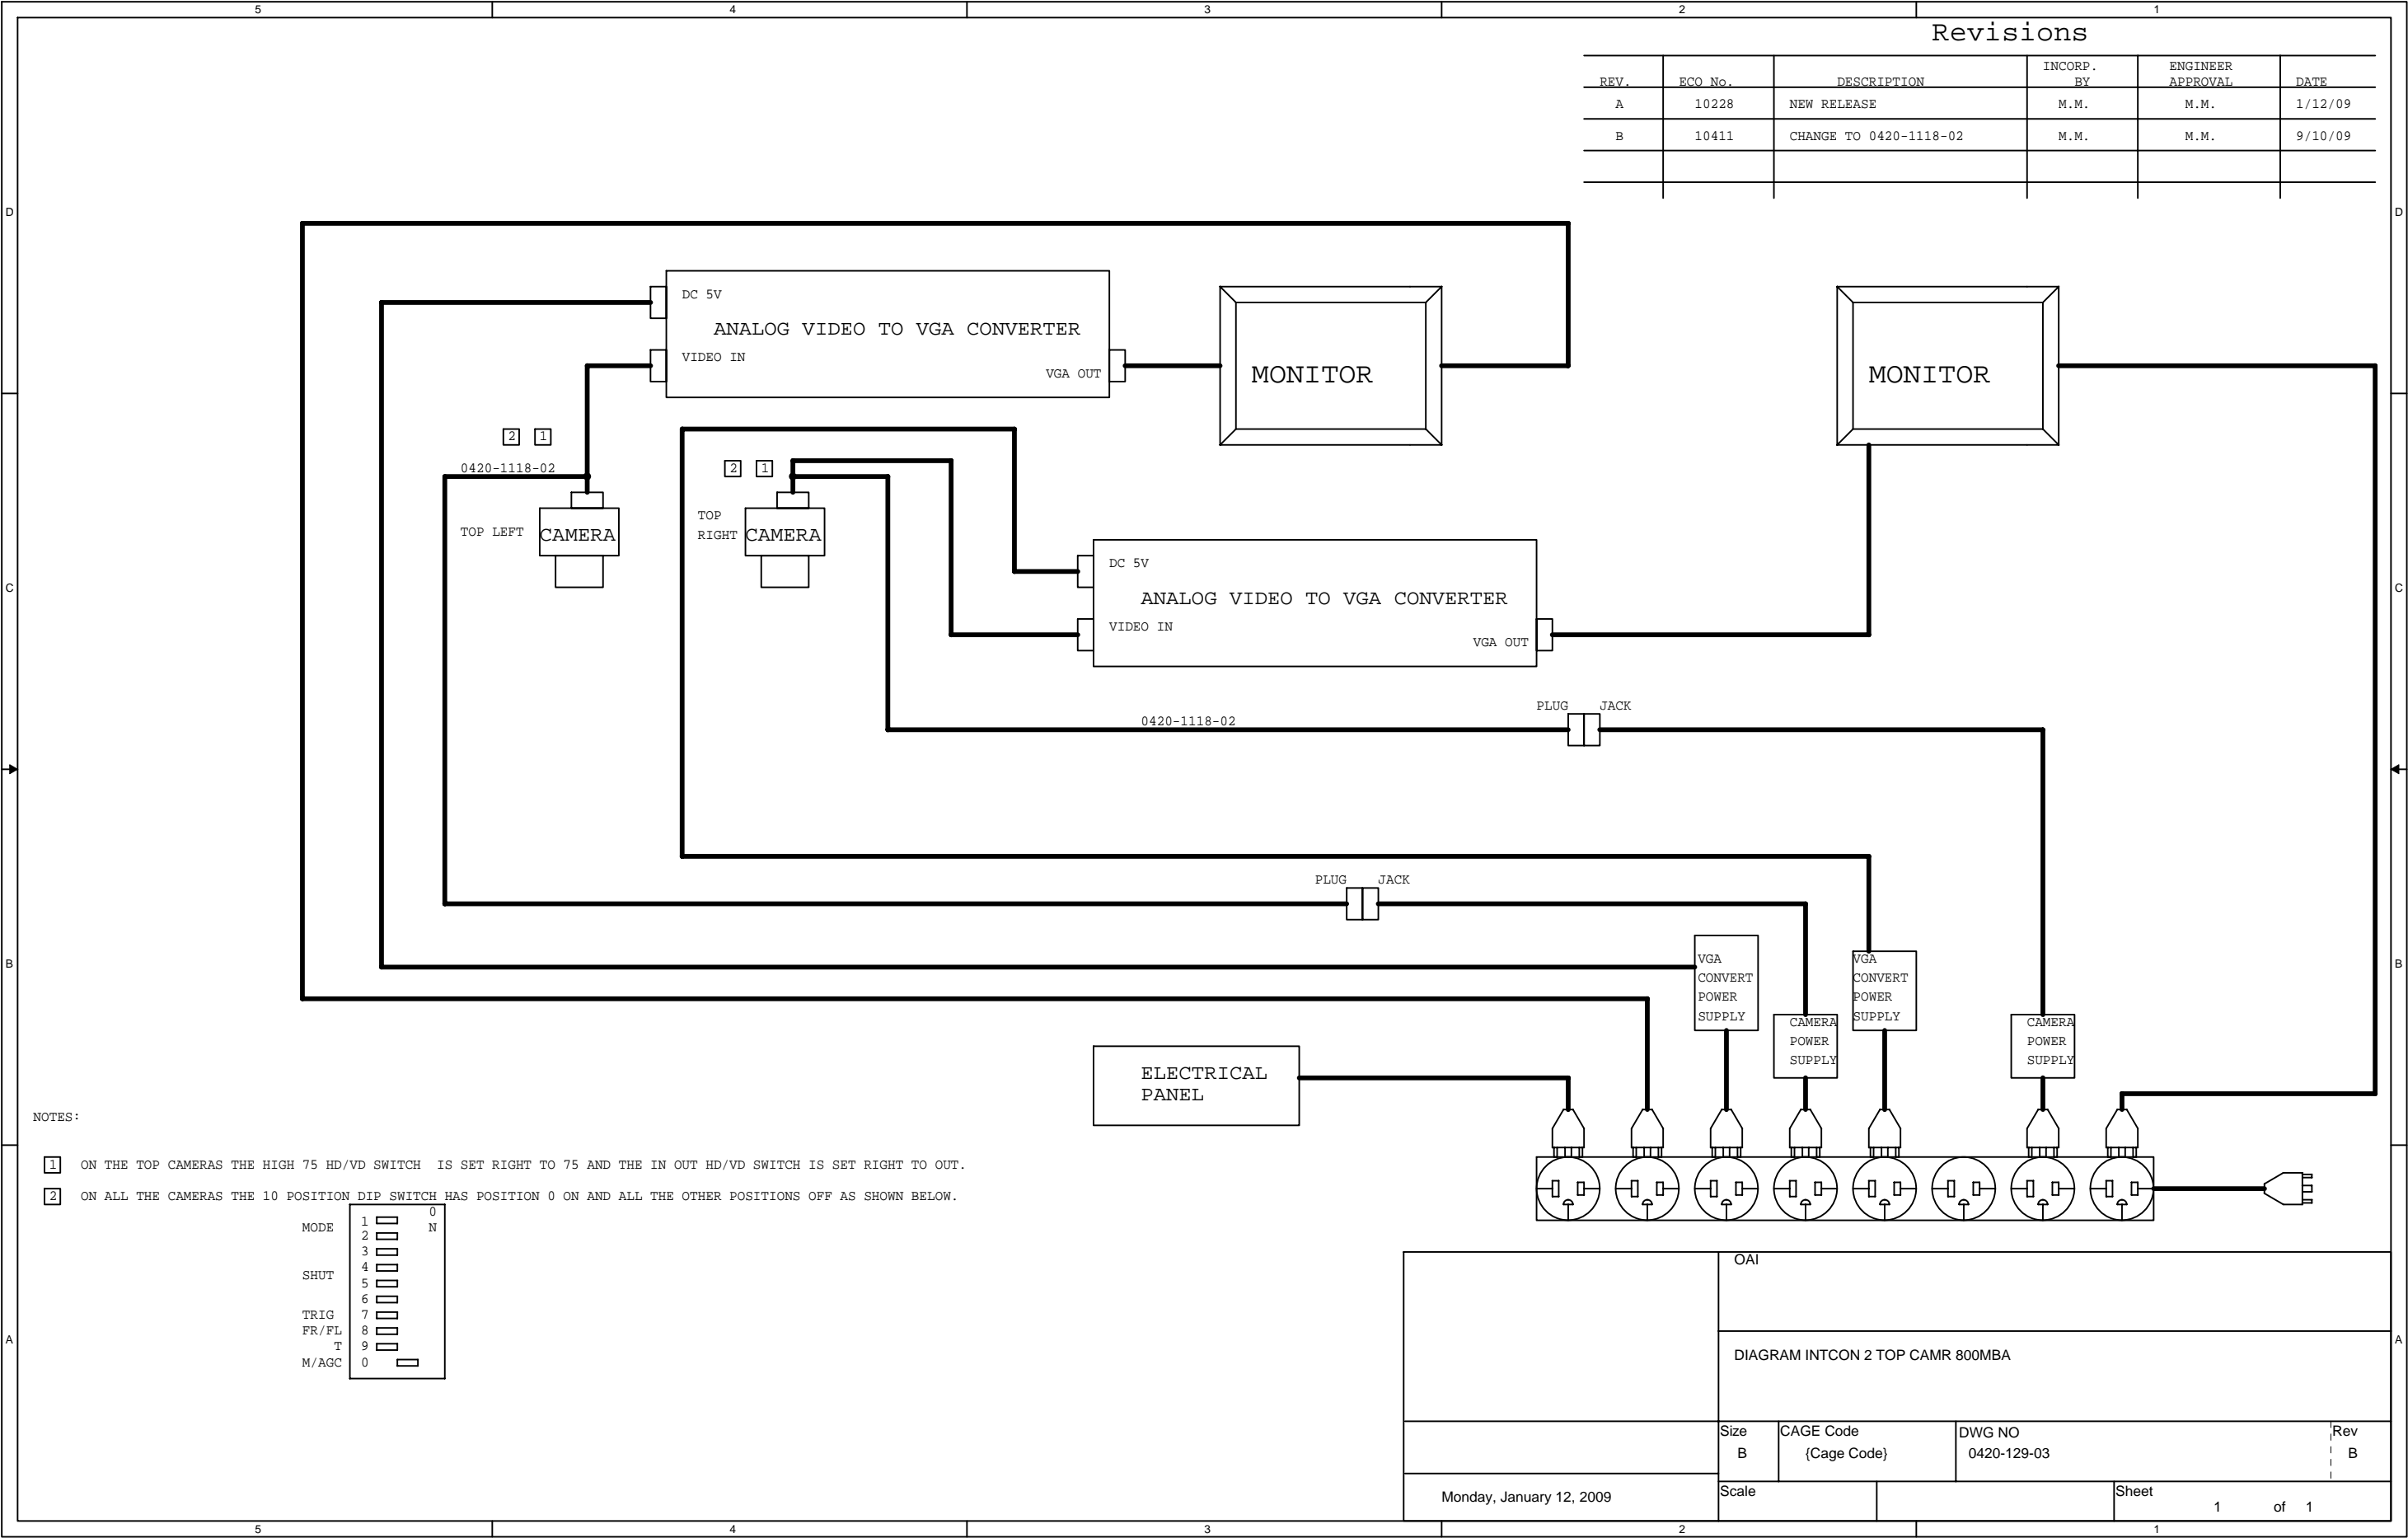 5 4 3 2 1
Revisions
REV. ECO No. DESCRIPTION INCORP. BY ENGINEER APPROVAL DATE
A 10228 NEW RELEASE M.M. M.M. 1/12/09
B 10411 CHANGE TO 0420-1118-02 M.M. M.M. 9/10/09
D D
DC 5V
ANALOG VIDEO TO VGA CONVERTER
VIDEO IN
VGA OUT
MONITOR
MONITOR
2 1
0420-1118-02
TOP LEFT
CAMERA
2 1
TOP
RIGHT
CAMERA
DC 5V
ANALOG VIDEO TO VGA CONVERTER
VIDEO IN
VGA OUT
C C
PLUG JACK
0420-1118-02
PLUG JACK
B B
VGA
CONVERT
POWER
SUPPLY
CAMERA
POWER
SUPPLY
VGA
CONVERT
POWER
SUPPLY
CAMERA
POWER
SUPPLY
ELECTRICAL
PANEL
NOTES:
1 ON THE TOP CAMERAS THE HIGH 75 HD/VD SWITCH IS SET RIGHT TO 75 AND THE IN OUT HD/VD SWITCH IS SET RIGHT TO OUT.
2 ON ALL THE CAMERAS THE 10 POSITION DIP SWITCH HAS POSITION 0 ON AND ALL THE OTHER POSITIONS OFF AS SHOWN BELOW.
0
N
MODE 1
2
3
SHUT 4
5
6
TRIG 7
FR/FL 8
T 9
M/AGC 0
A A
OAI
DIAGRAM INTCON 2 TOP CAMR 800MBA
Size CAGE Code DWG NO Rev
B {Cage Code} 0420-129-03 B
Monday, January 12, 2009
Scale Sheet
1 of 1
5 4 3 2 1